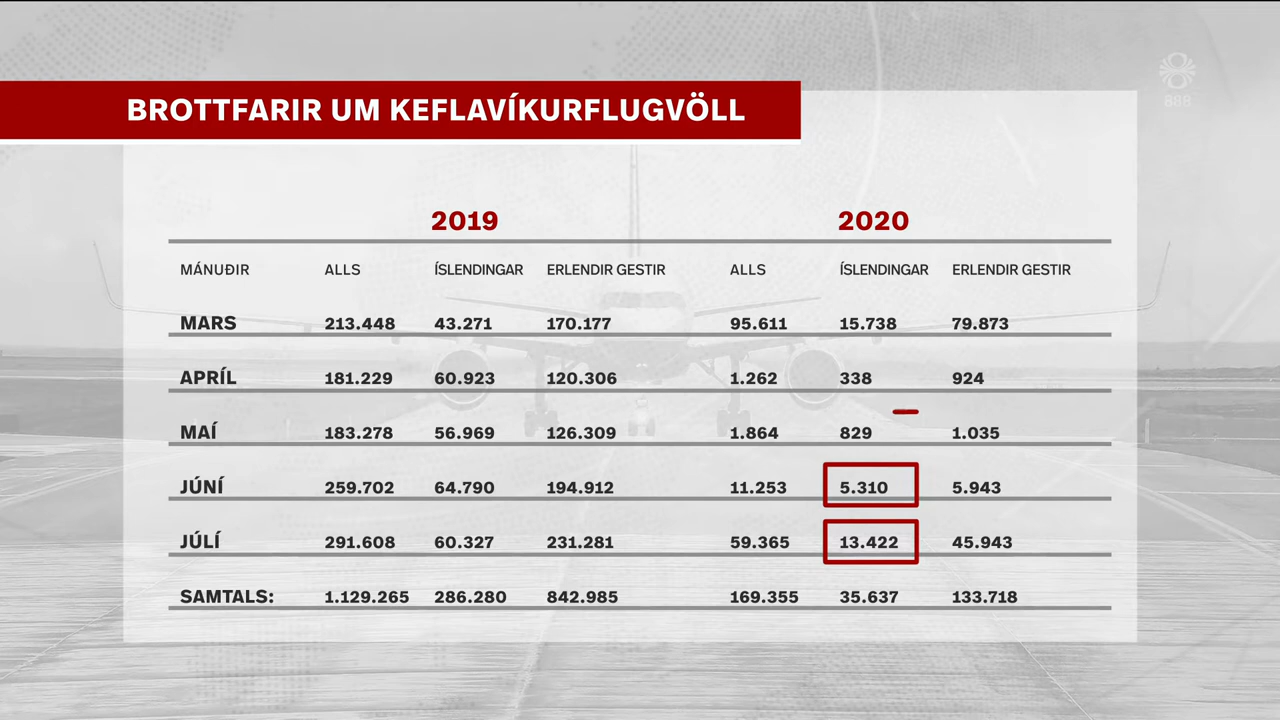 888
BROTTFARIR UM KEFLAVÍKURFLUGVÖLL
2019 2020
MÁNUÐIR ALLS ÍSLENDINGAR ERLENDIR GESTIR ALLS ÍSLENDINGAR ERLENDIR GESTIR
MARS 213.448 43.271 170.177 95.611 15.738 79.873
APRÍL 181.229 60.923 120.306 1.262 338 924
MAÍ 183.278 56.969 126.309 1.864 829 1.035
JÚNÍ 259.702 64.790 194.912 11.253 5.310 5.943
JÚLÍ 291.608 60.327 231.281 59.365 13.422 45.943
SAMTALS: 1.129.265 286.280 842.985 169.355 35.637 133.718